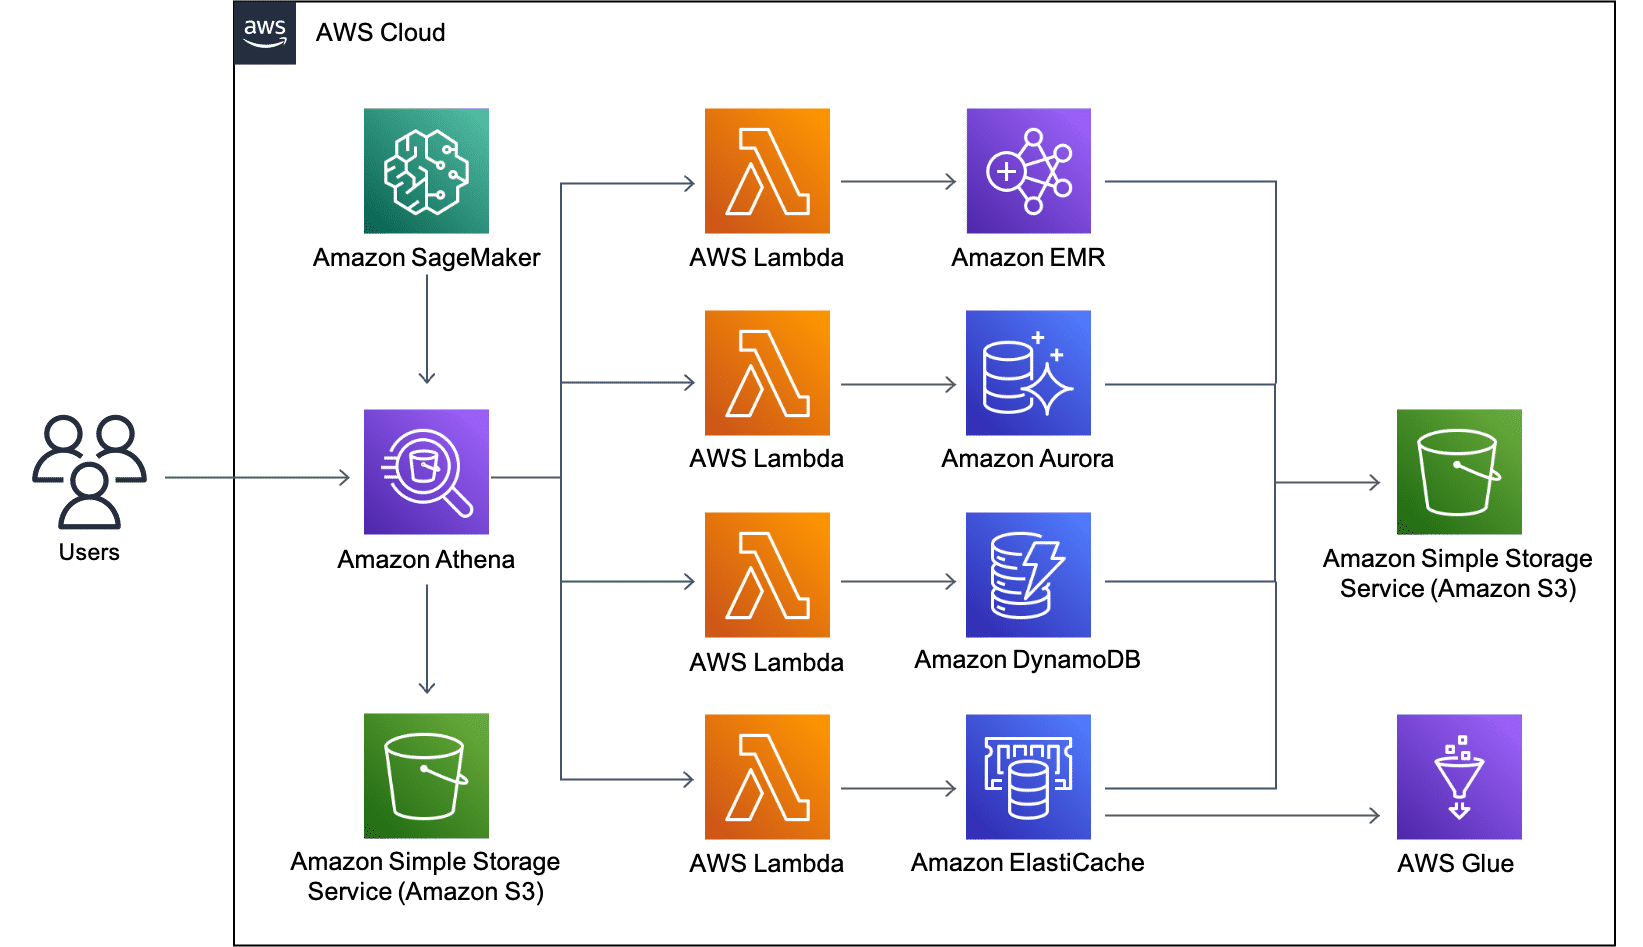 aws
AWS Cloud
Amazon SageMaker
AWS Lambda
Amazon EMR
AWS Lambda
Amazon Aurora
Users
Amazon Athena
Amazon Simple Storage
Service (Amazon S3)
AWS Lambda
Amazon DynamoDB
Amazon Simple Storage
Service (Amazon S3)
AWS Lambda
Amazon ElastiCache
AWS Glue